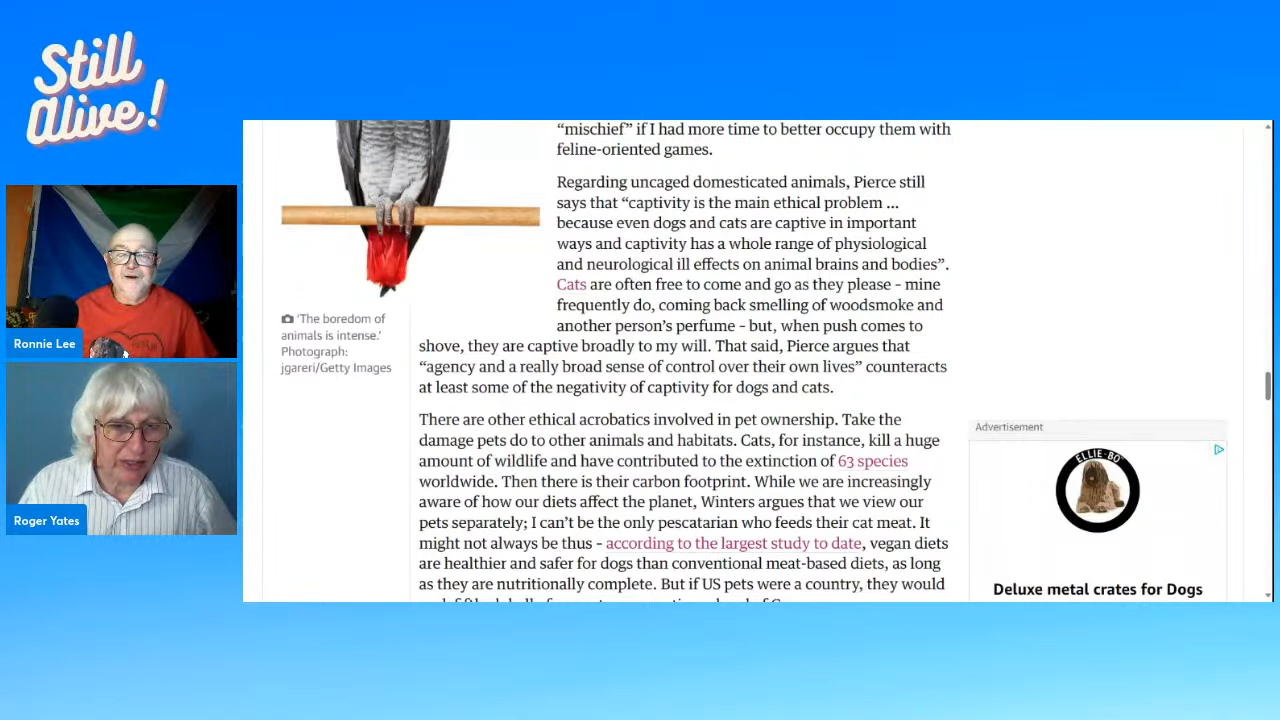 Still
Alive!
Ronnie Lee
Roger Yates
“mischief” if I had more time to better occupy them with
feline-oriented games.
Regarding uncaged domesticated animals, Pierce still
says that “captivity is the main ethical problem ...
because even dogs and cats are captive in important
ways and captivity has a whole range of physiological
and neurological ill effects on animal brains and bodies”.
Cats are often free to come and go as they please – mine
frequently do, coming back smelling of woodsmoke and
another person’s perfume – but, when push comes to
shove, they are captive broadly to my will. That said, Pierce argues that
“agency and a really broad sense of control over their own lives” counteracts
at least some of the negativity of captivity for dogs and cats.
‘The boredom of
animals is intense.’
Photograph:
jgareri/Getty Images
There are other ethical acrobatics involved in pet ownership. Take the
damage pets do to other animals and habitats. Cats, for instance, kill a huge
amount of wildlife and have contributed to the extinction of 63 species
worldwide. Then there is their carbon footprint. While we are increasingly
aware of how our diets affect the planet, Winters argues that we view our
pets separately; I can’t be the only pescatarian who feeds their cat meat. It
might not always be thus – according to the largest study to date, vegan diets
are healthier and safer for dogs than conventional meat-based diets, as long
as they are nutritionally complete. But if US pets were a country, they would
Advertisement
ELLIE-BO
Deluxe metal crates for Dogs